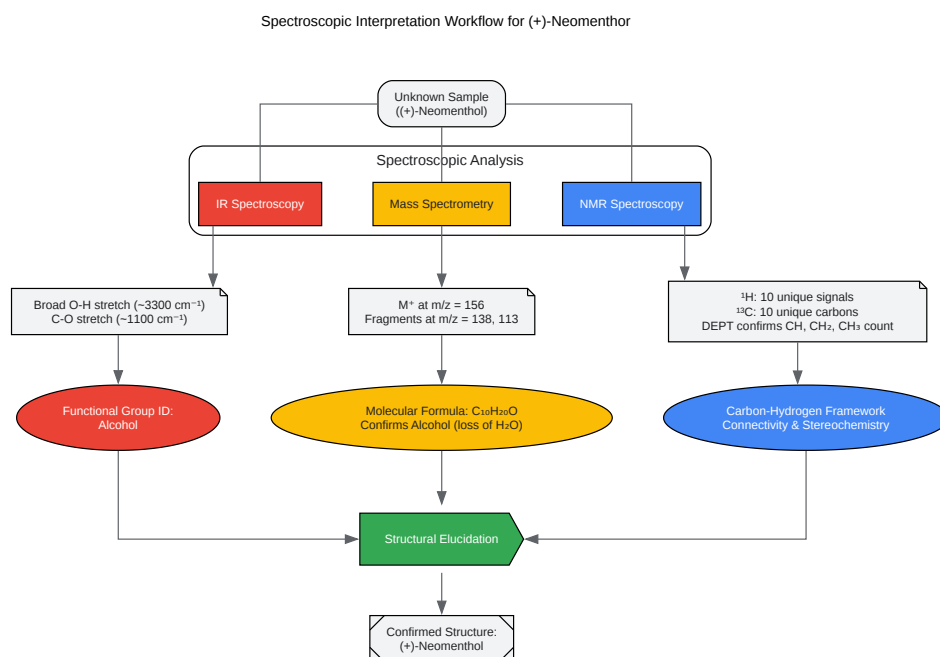 Spectroscopic Interpretation Workflow for (+)-Neomenthor
Unknown Sample
((+)-Neomenthol)
Spectroscopic Analysis
IR Spectroscopy
Mass Spectrometry
NMR Spectroscopy
Broad O-H stretch (~3300 cm⁻¹)
C-O stretch (~1100 cm⁻¹)
M⁺ at m/z = 156
Fragments at m/z = 138, 113
¹H: 10 unique signals
¹³C: 10 unique carbons
DEPT confirms CH, CH₂, CH₃ count
Functional Group ID:
Alcohol
Molecular Formula: C₁₀H₂₀O
Confirms Alcohol (loss of H₂O)
Carbon-Hydrogen Framework
Connectivity & Stereochemistry
Structural Elucidation
Confirmed Structure:
(+)-Neomenthol